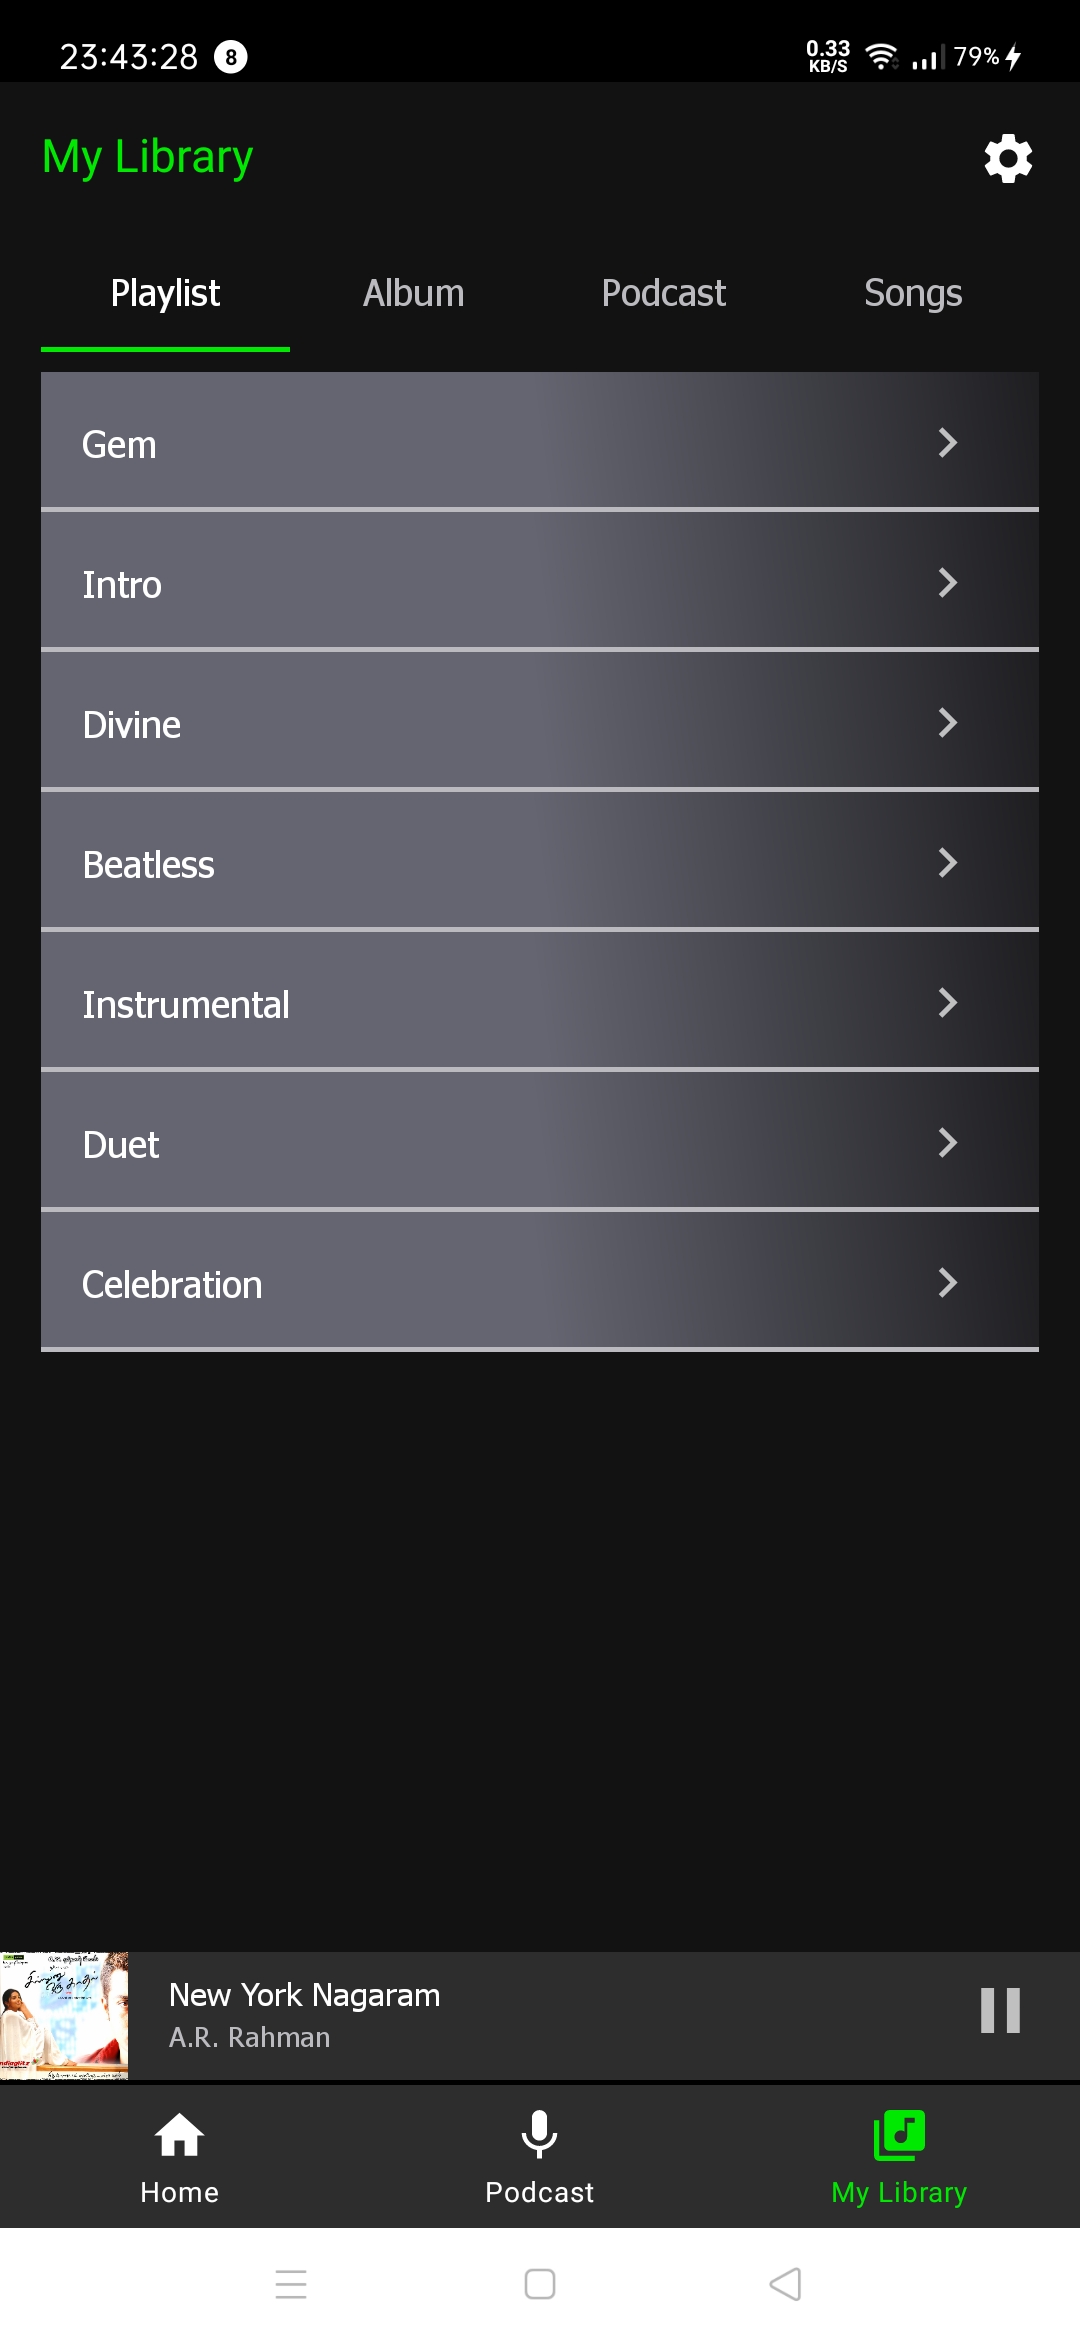 23:43:28 8 0.33 KB/S 79%
My Library
Playlist Album Podcast Songs
Gem
Intro
Divine
Beatless
Instrumental
Duet
Celebration
New York Nagaram
A.R. Rahman
Home Podcast My Library